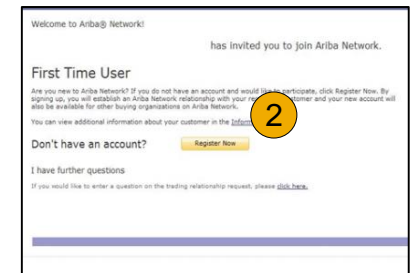 Welcome to Ariba® Network!
has invited you to join Ariba Network.
First Time User
Are you new to Ariba Network? If you do not have an account and would like to participate, click Register Now. By
signing up, you will establish an Ariba Network relationship with your re tomer and your new account will
also be available for other buying organizations on Ariba Network.
You can view additional information about your customer in the Inform
2
Don't have an account?
Register Now
I have further questions
If you would like to enter a question on the trading relationship request, please click here.